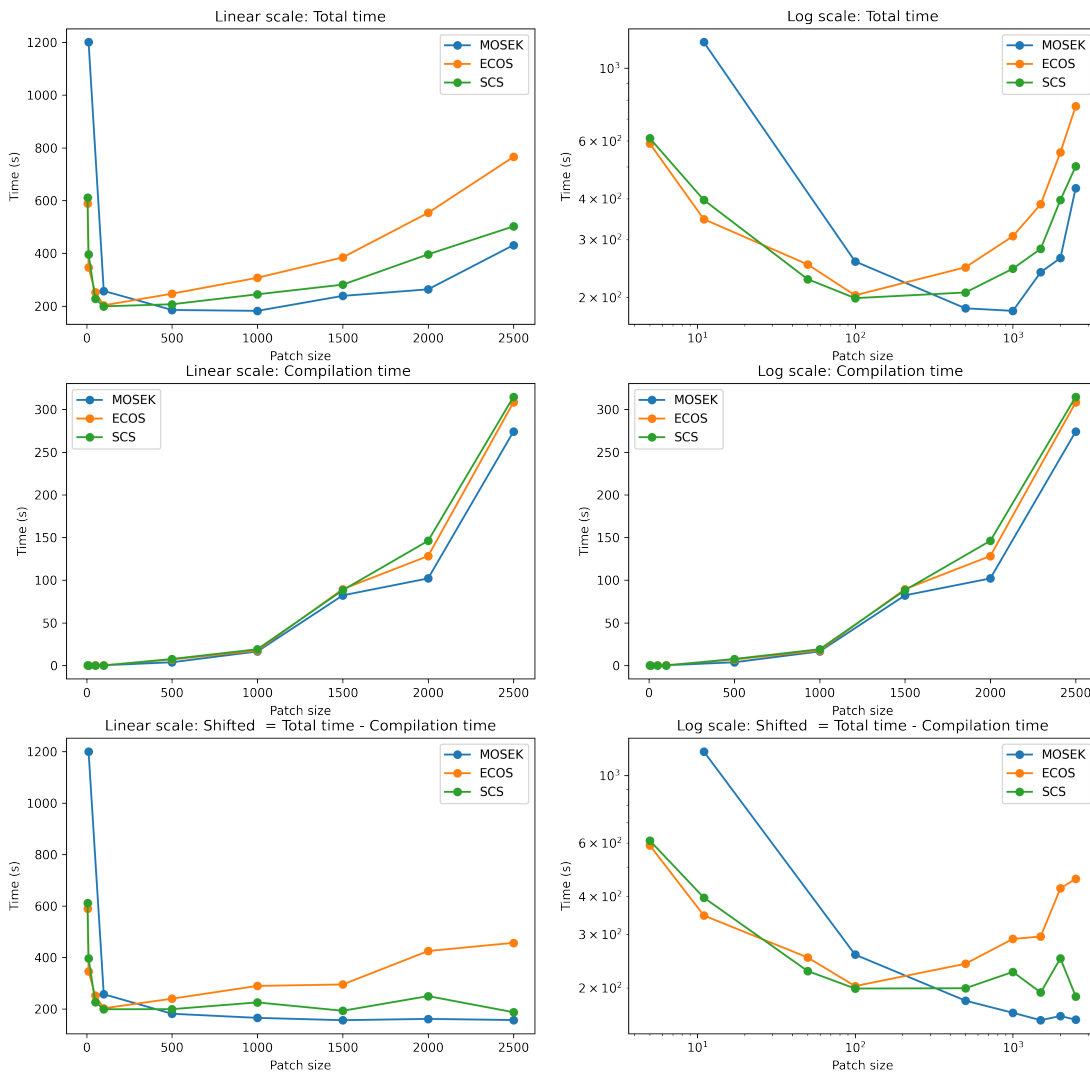 Linear scale: Total time
Time (s)
1200
1000
800
600
400
200
MOSEK
ECOS
SCS
0
500
1000
1500
2000
2500
Patch size
Log scale: Total time
Time (s)
10³
6 × 10²
4 × 10²
3 × 10²
2 × 10²
MOSEK
ECOS
SCS
10¹
10²
10³
Patch size
Linear scale: Compilation time
Time (s)
300
250
200
150
100
50
0
MOSEK
ECOS
SCS
0
500
1000
1500
2000
2500
Patch size
Log scale: Compilation time
Time (s)
300
250
200
150
100
50
0
MOSEK
ECOS
SCS
0
500
1000
1500
2000
2500
Patch size
Linear scale: Shifted = Total time - Compilation time
Time (s)
1200
1000
800
600
400
200
MOSEK
ECOS
SCS
0
500
1000
1500
2000
2500
Patch size
Log scale: Shifted = Total time - Compilation time
Time (s)
10³
6 × 10²
4 × 10²
3 × 10²
2 × 10²
MOSEK
ECOS
SCS
10¹
10²
10³
Patch size